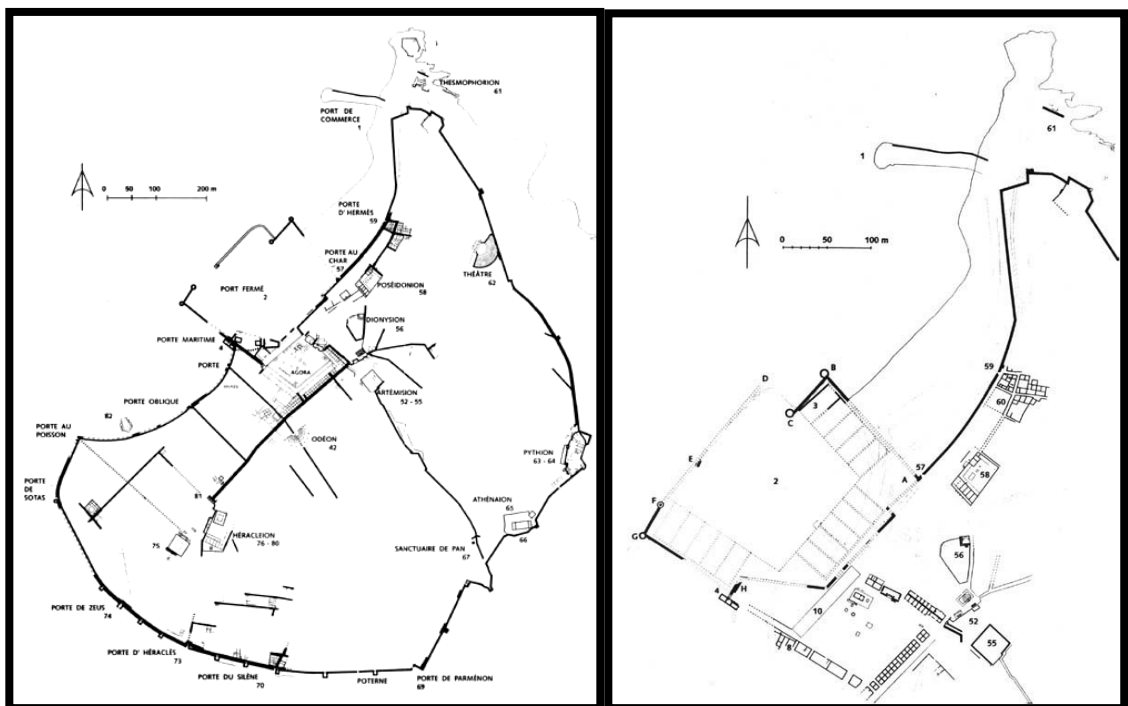 THESMOPHORION
61
PORT DE
COMMERCE
1
0 50 100 200 m
PORTE
D'HERMÈS
59
PORTE AU
CHAR
57
THÉÂTRE
62
POSÉIDONION
58
PORT FERMÉ
2
DIONYSION
56
PORTE MARITIME
4
AGORA
PORTE
ARTÉMISION
52 - 55
PORTE OBLIQUE
82
PORTE AU
POISSON
ODÉON
42
PYTHION
63 - 64
PORTE
DE
SOTAS
81
ATHÉNAION
65
66
HÉRACLEION
76 - 80
75
SANCTUAIRE DE PAN
67
PORTE DE ZEUS
74
PORTE D' HÉRACLÈS
73
PORTE DU SILÈNE
70
POTERNE
PORTE DE PARMÉNON
69
61
1
0 50 100 m
59
60
D
B
3
C
57
A
58
E
2
F
G
56
A
H
10
52
55
8